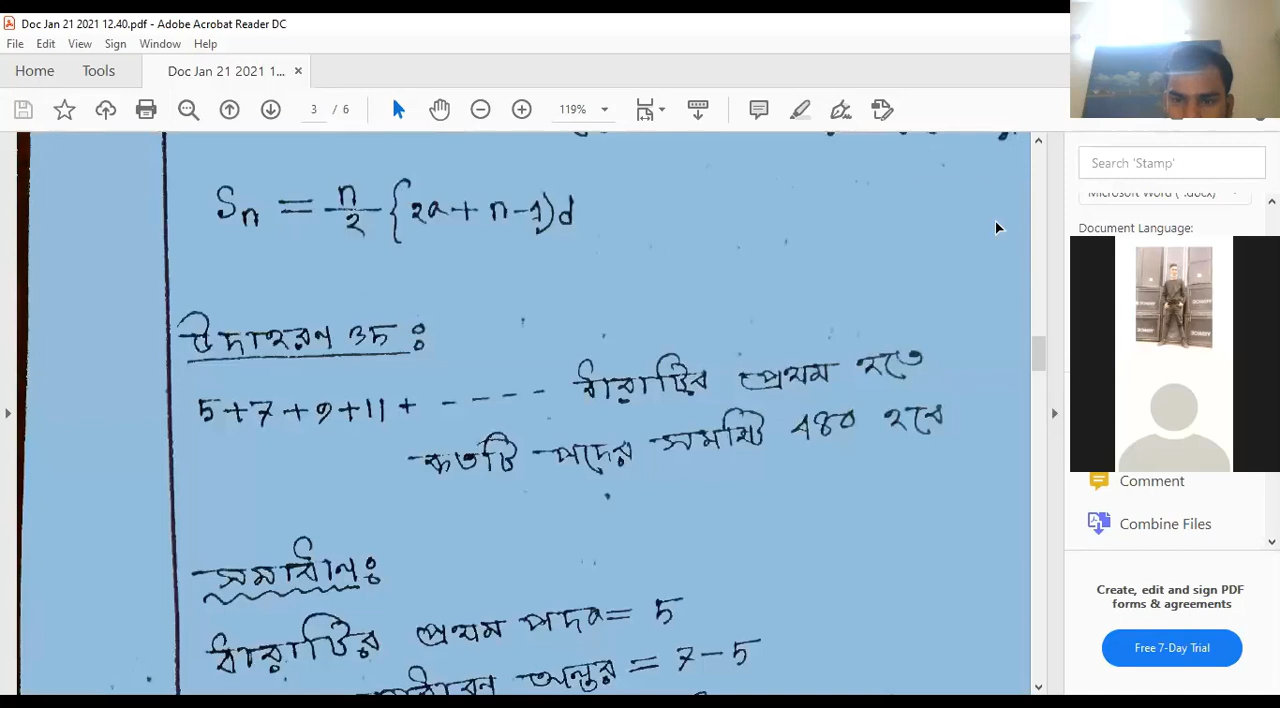 Doc Jan 21 2021 12.40.pdf - Adobe Acrobat Reader DC
File Edit View Sign Window Help
Home Tools Doc Jan 21 2021 1... ×
3 / 6 119%
Sn = n/2 {2a + n-1)d
উদাহরণ ৩৮ :
5+7+9+11+ ---- ধারাটির প্রথম হতে
কতটি পদের সমষ্টি ৭৪০ হবে
সমাধান :
ধারাটির প্রথম পদ a = 5
অন্তর = 7-5
Search 'Stamp'
Microsoft Word (*.docx)
Document Language:
Comment
Combine Files
Create, edit and sign PDF
forms & agreements
Free 7-Day Trial